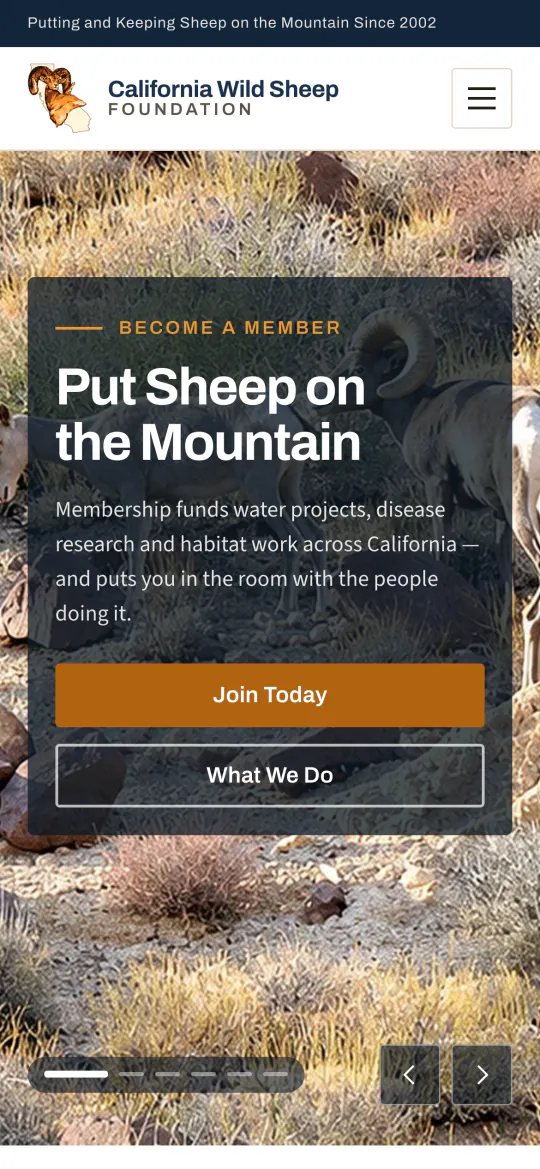 Putting and Keeping Sheep on the Mountain Since 2002
California Wild Sheep
FOUNDATION
BECOME A MEMBER
Put Sheep on
the Mountain
Membership funds water projects, disease
research and habitat work across California —
and puts you in the room with the people
doing it.
Join Today
What We Do